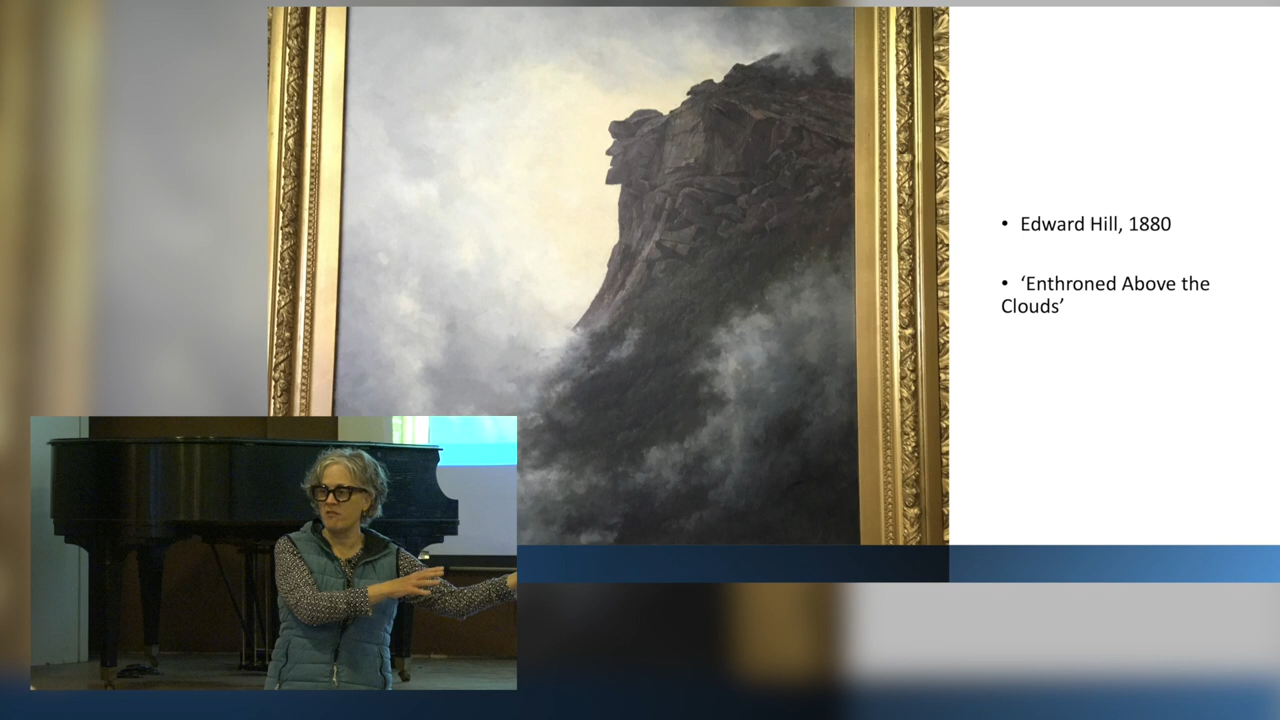 • Edward Hill, 1880
• ‘Enthroned Above the
Clouds’